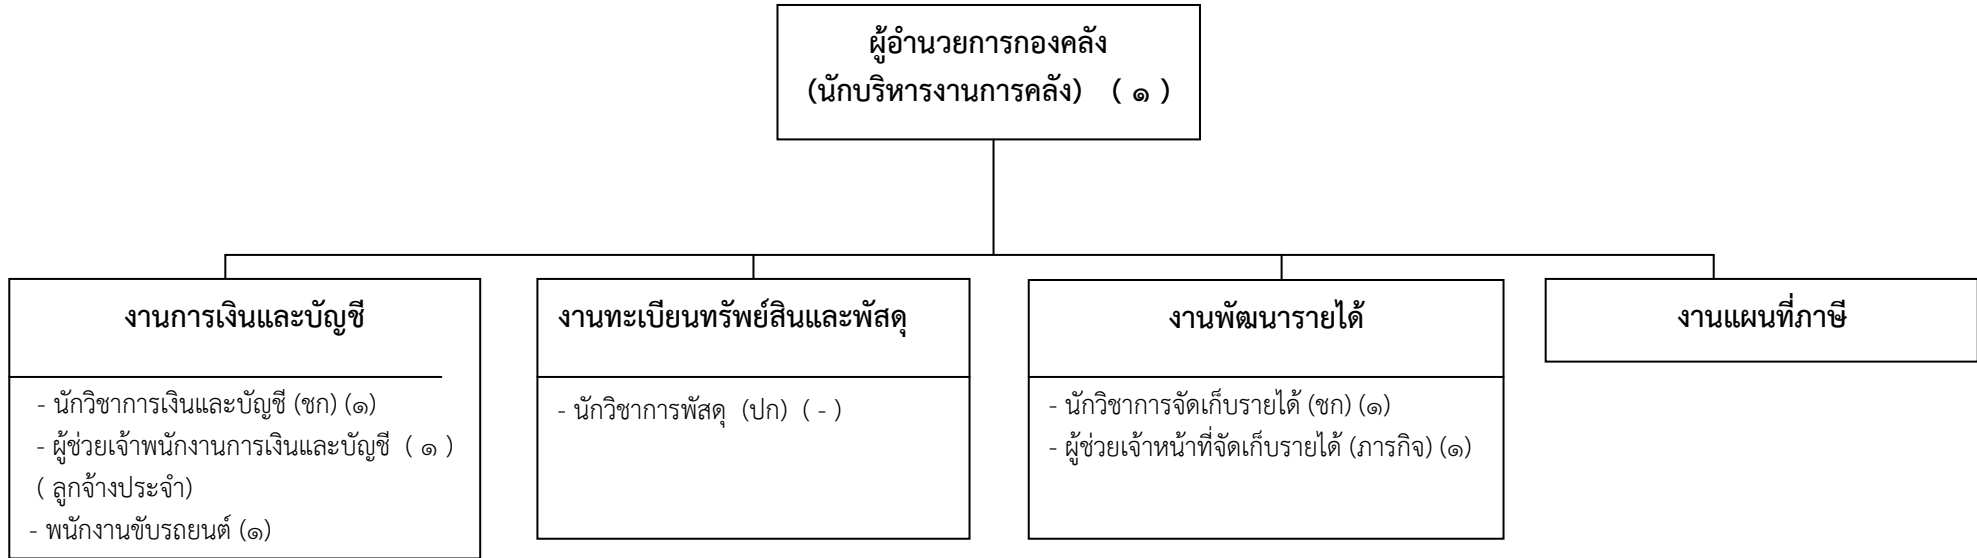 ผู้อำนวยการกองคลัง
(นักบริหารงานการคลัง) ( ๑ )
งานการเงินและบัญชี
- นักวิชาการเงินและบัญชี (ชก) (๑)
- ผู้ช่วยเจ้าพนักงานการเงินและบัญชี ( ๑ )
( ลูกจ้างประจำ)
- พนักงานขับรถยนต์ (๑)
งานทะเบียนทรัพย์สินและพัสดุ
- นักวิชาการพัสดุ (ปก) ( - )
งานพัฒนารายได้
- นักวิชาการจัดเก็บรายได้ (ชก) (๑)
- ผู้ช่วยเจ้าหน้าที่จัดเก็บรายได้ (ภารกิจ) (๑)
งานแผนที่ภาษี